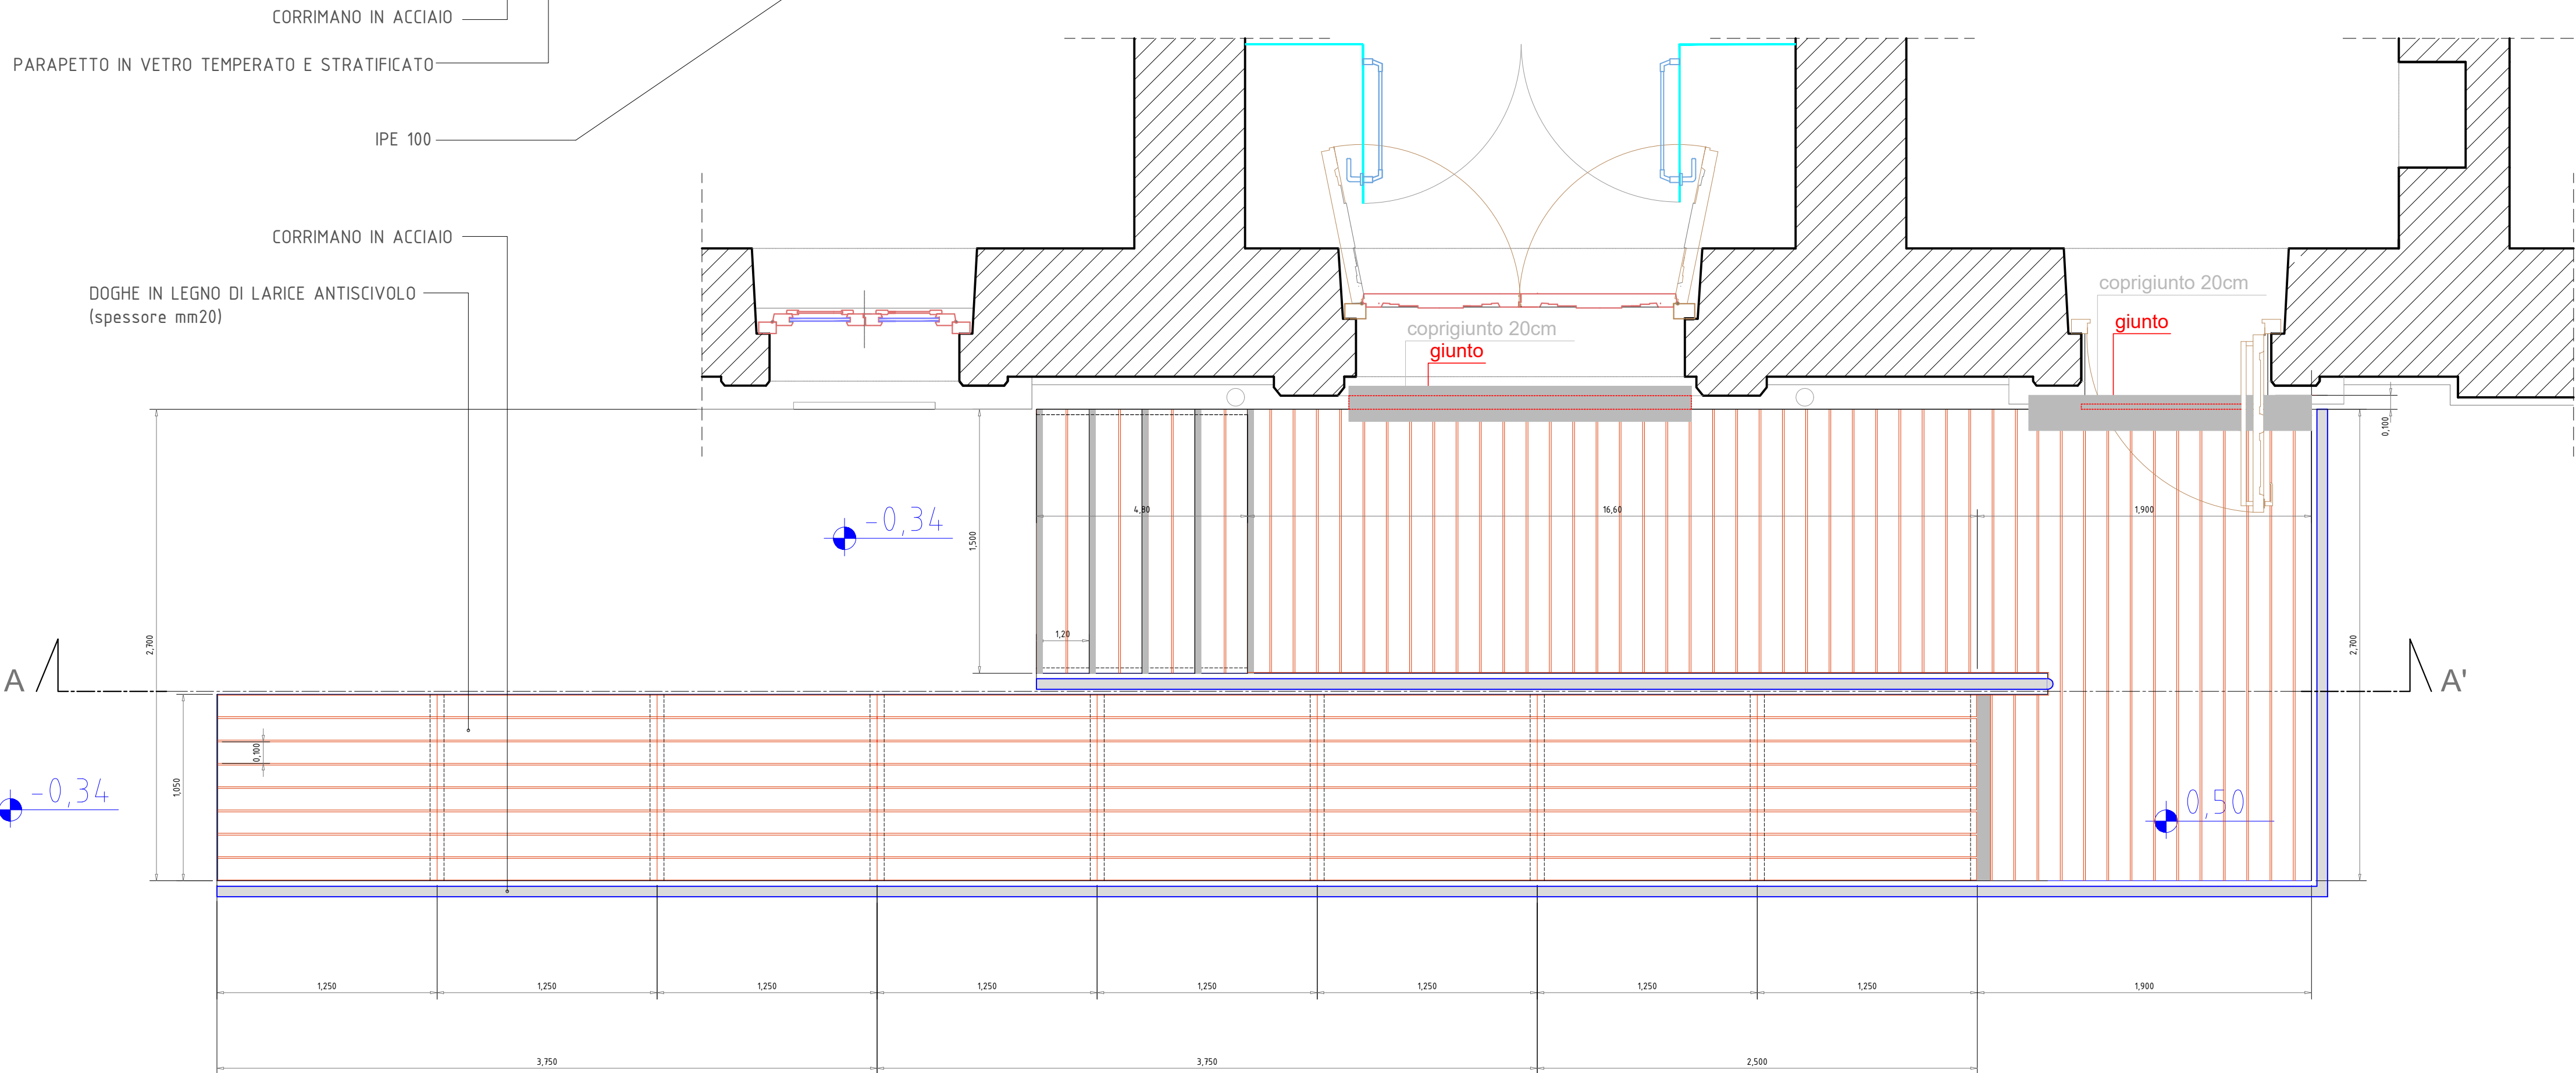 CORRIMANO IN ACCIAIO
PARAPETTO IN VETRO TEMPERATO E STRATIFICATO
IPE 100
CORRIMANO IN ACCIAIO
DOGHE IN LEGNO DI LARICE ANTISCIVOLO
(spessore mm20)
coprigiunto 20cm
giunto
coprigiunto 20cm
giunto
0,100
-0,34
1,500
4,80
16,60
1,900
1,20
2,700
2,700
A
A'
0,100
1,050
-0,34
0,50
1,250
1,250
1,250
1,250
1,250
1,250
1,250
1,250
1,900
3,750
3,750
2,500